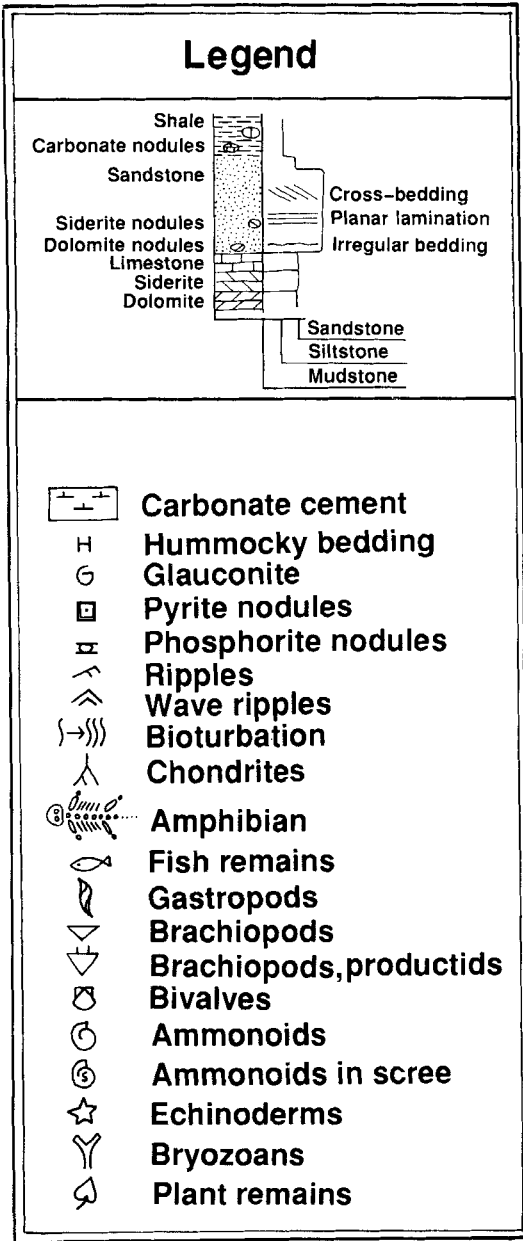 Legend
Shale
Carbonate nodules
Sandstone
Cross-bedding
Siderite nodules
Planar lamination
Dolomite nodules
Irregular bedding
Limestone
Siderite
Dolomite
Sandstone
Siltstone
Mudstone
Carbonate cement
H Hummocky bedding
Glauconite
Pyrite nodules
Phosphorite nodules
Ripples
Wave ripples
Bioturbation
Chondrites
Amphibian
Fish remains
Gastropods
Brachiopods
Brachiopods,productids
Bivalves
Ammonoids
Ammonoids in scree
Echinoderms
Bryozoans
Plant remains